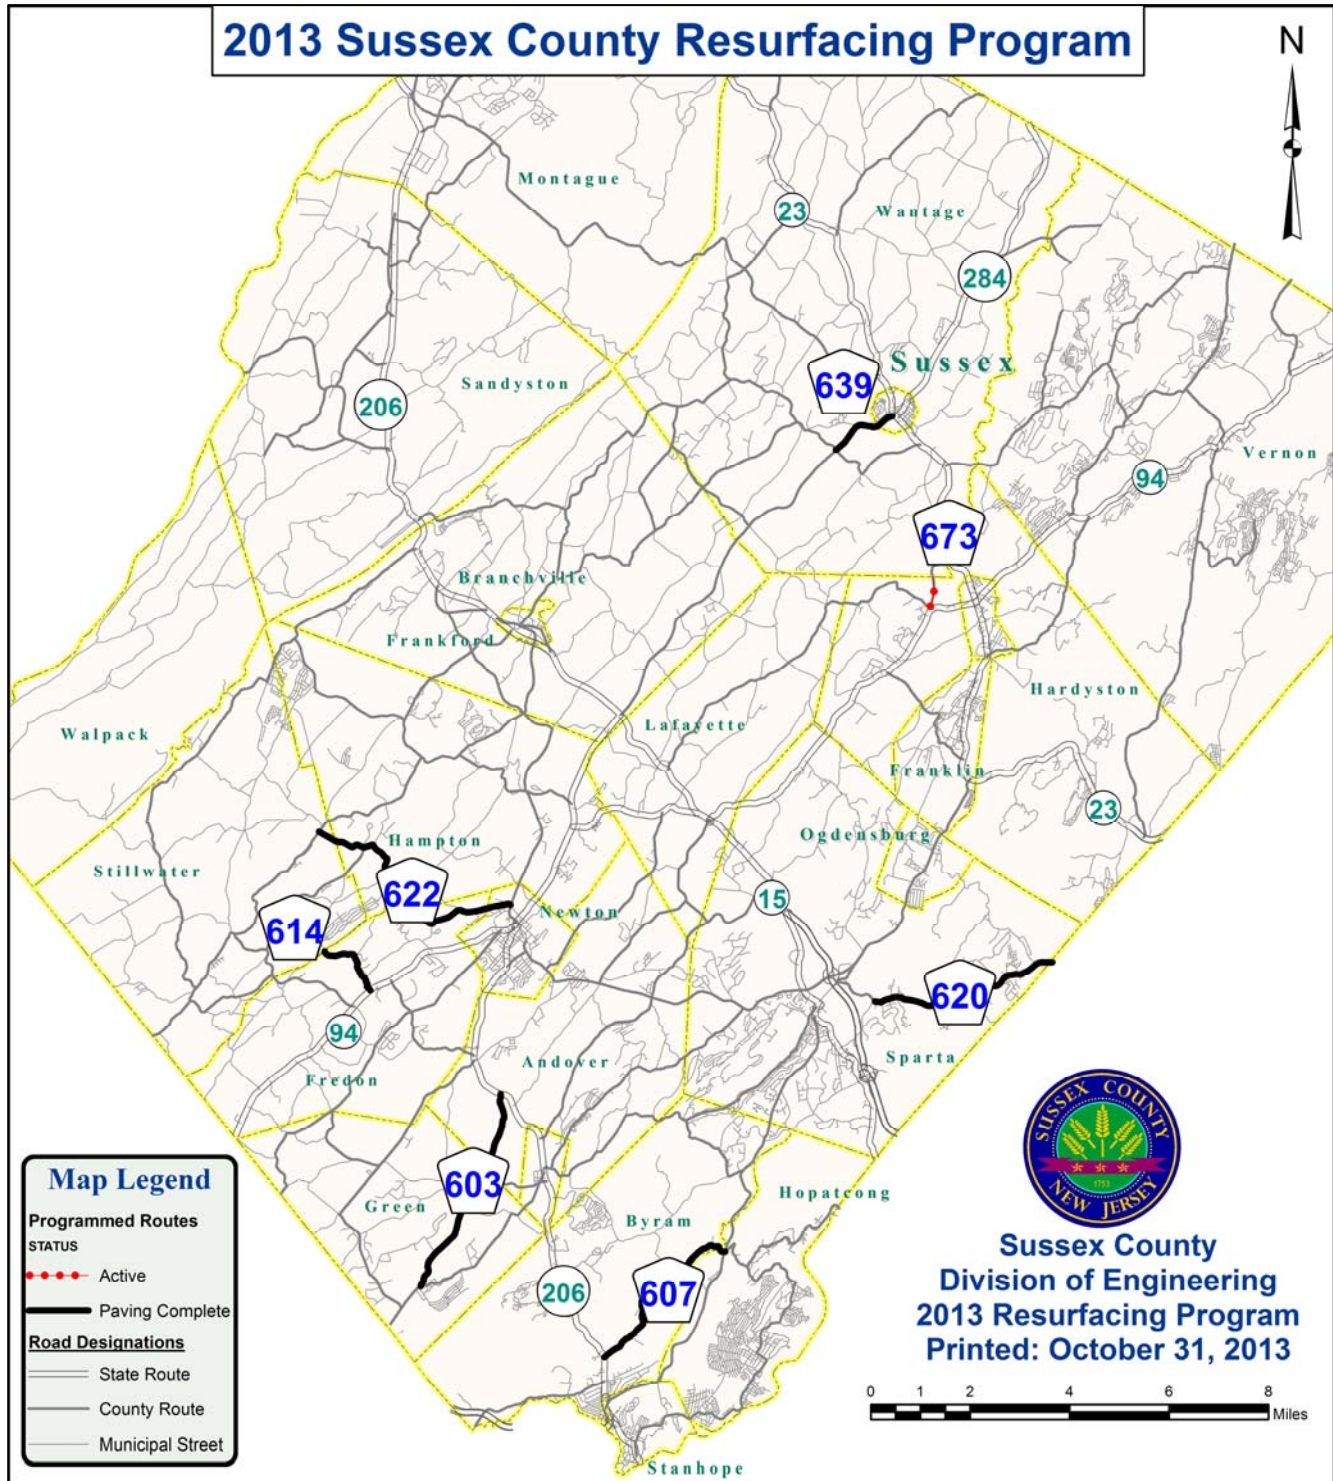 2013 Sussex County Resurfacing Program
N
Montague
23
Wantage
284
Sussex
639
Sandyston
206
Vernon
94
673
Branchville
Frankford
Hardyston
Lafayette
Walpack
Franklin
23
Hampton
Ogdensburg
Stillwater
622
15
Newton
614
620
94
Sparta
Andover
Fredon
603
Hopatcong
Green
Byram
206
607
Stanhope
Map Legend
Programmed Routes
STATUS
Active
Paving Complete
Road Designations
State Route
County Route
Municipal Street
SUSSEX COUNTY
1753
NEW JERSEY
Sussex County
Division of Engineering
2013 Resurfacing Program
Printed: October 31, 2013
0 1 2 4 6 8
Miles